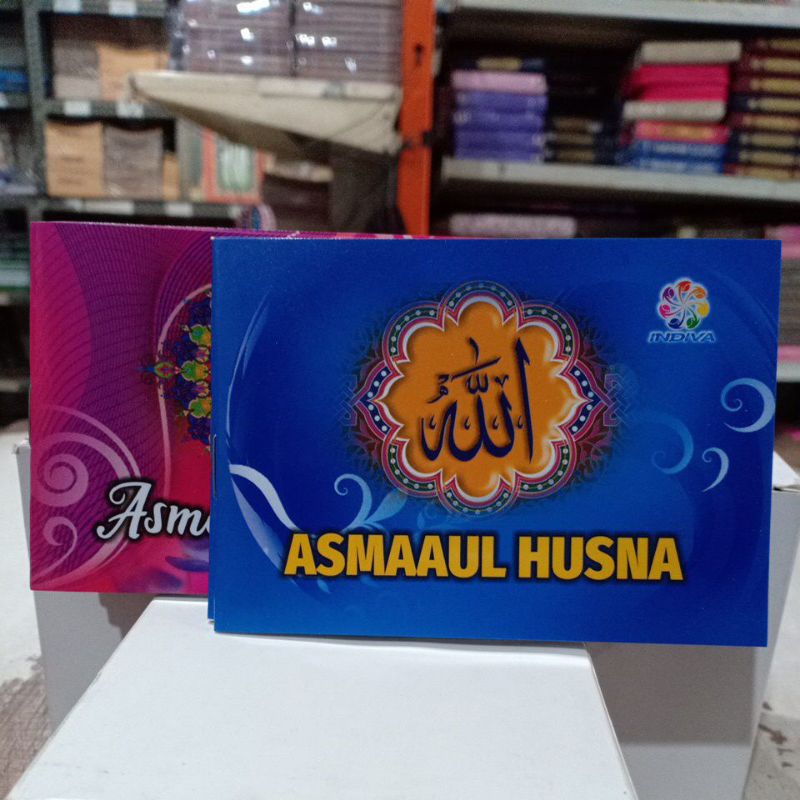 INDIVA
الله
ASMAAUL HUSNA